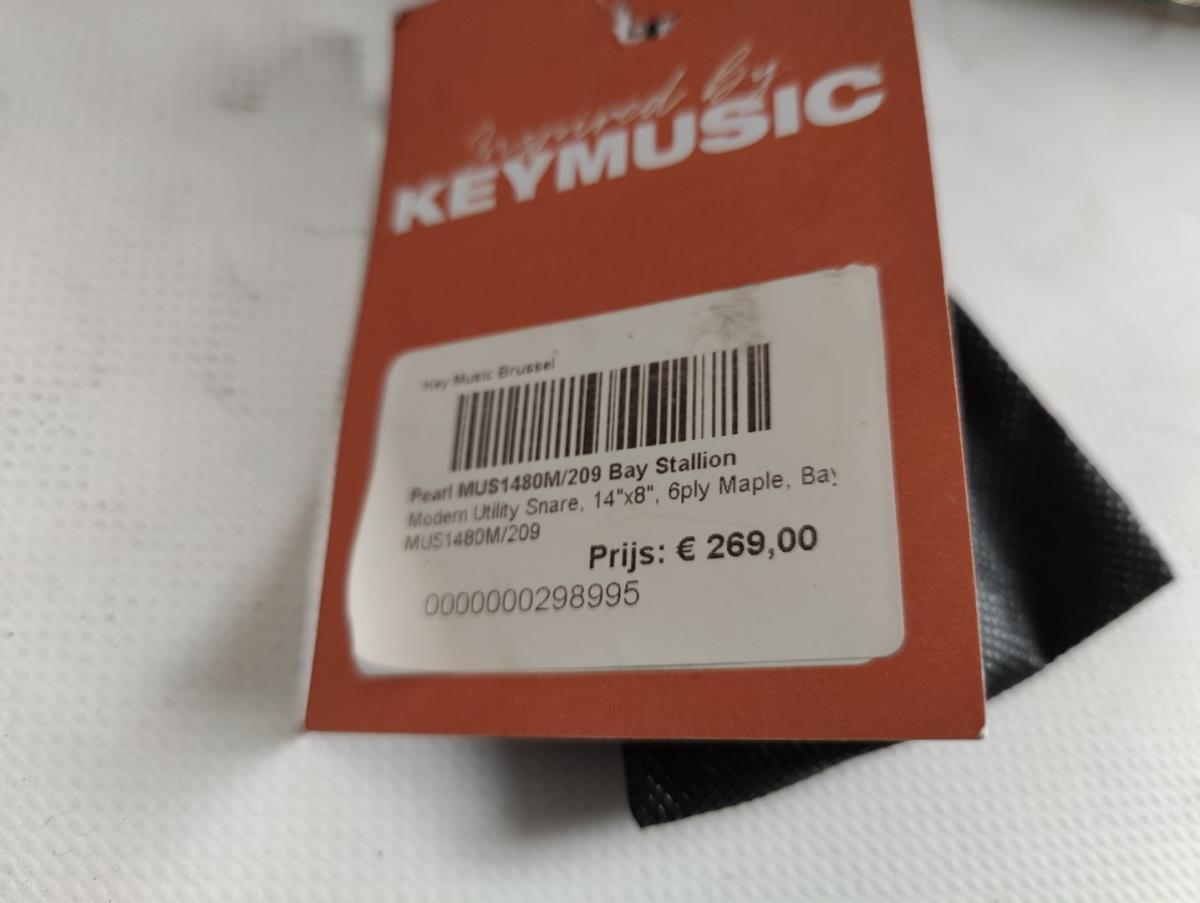 Inspired by
KEYMUSIC
Key Music Brussel
Pearl MUS1480M/209 Bay Stallion
Modern Utility Snare, 14"x8", 6ply Maple, Bay
MUS1480M/209
Prijs: € 269,00
0000000298995